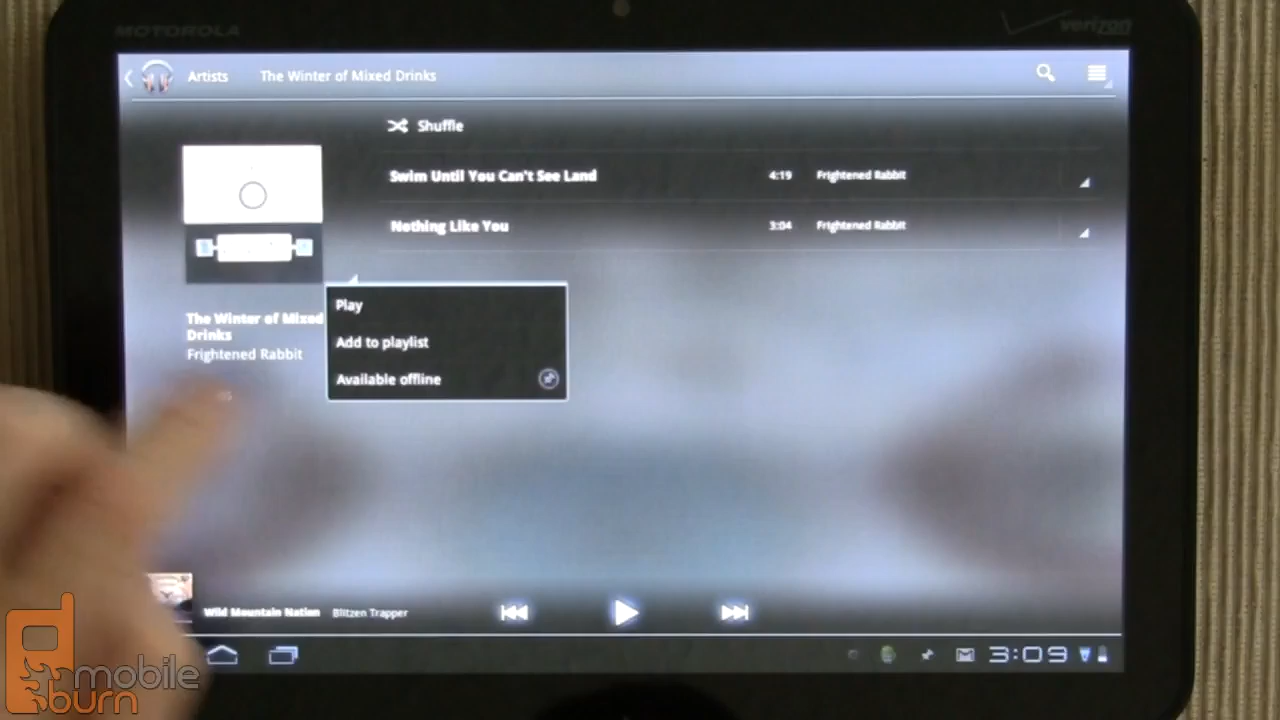 MOTOROLA
verizon
Artists The Winter of Mixed Drinks
Shuffle
Swim Until You Can't See Land 4:19 Frightened Rabbit
Nothing Like You 3:04 Frightened Rabbit
Play
The Winter of Mixed
Drinks
Add to playlist
Frightened Rabbit
Available offline
Wild Mountain Nation Blitzen Trapper
3:09
mobile
burn